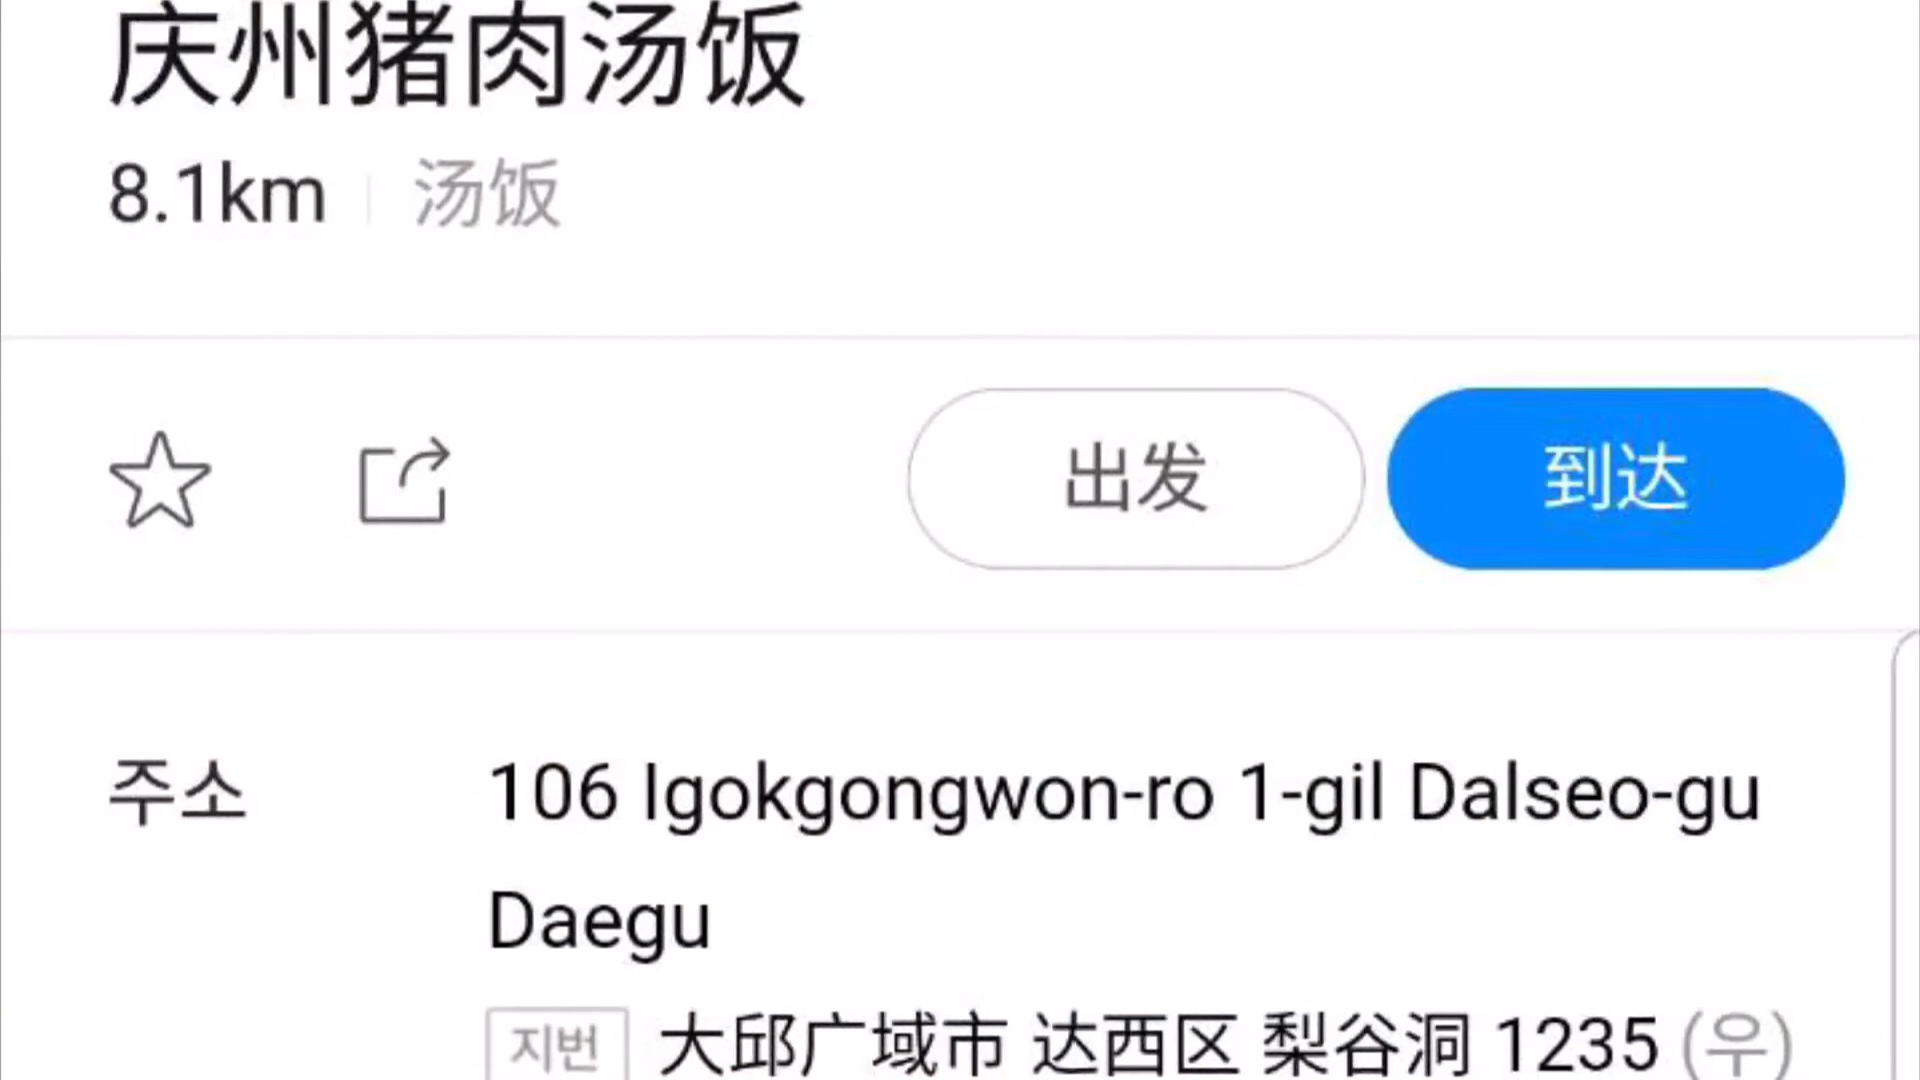 庆州猪肉汤饭
8.1km 汤饭
出发 到达
주소 106 Igokgongwon-ro 1-gil Dalseo-gu
Daegu
지번 大邱广域市 达西区 梨谷洞 1235 (우)